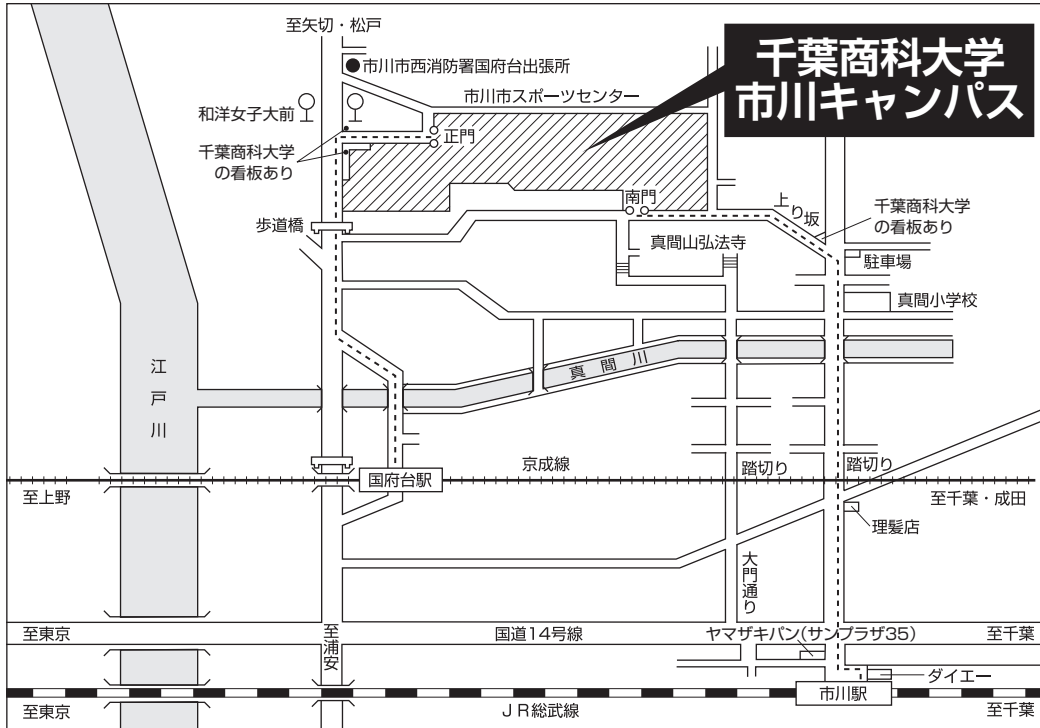 至矢切・松戸
市川市西消防署国府台出張所
千葉商科大学
市川キャンパス
市川市スポーツセンター
和洋女子大前
正門
千葉商科大学
の看板あり
南門
上り坂
千葉商科大学
の看板あり
歩道橋
真間山弘法寺
駐車場
真間小学校
江戸川
真間川
京成線
踏切り
踏切り
国府台駅
至上野
至千葉・成田
理髪店
大門通り
至東京
至浦安
国道14号線
ヤマザキパン(サンプラザ35)
至千葉
ダイエー
市川駅
至東京
JR総武線
至千葉